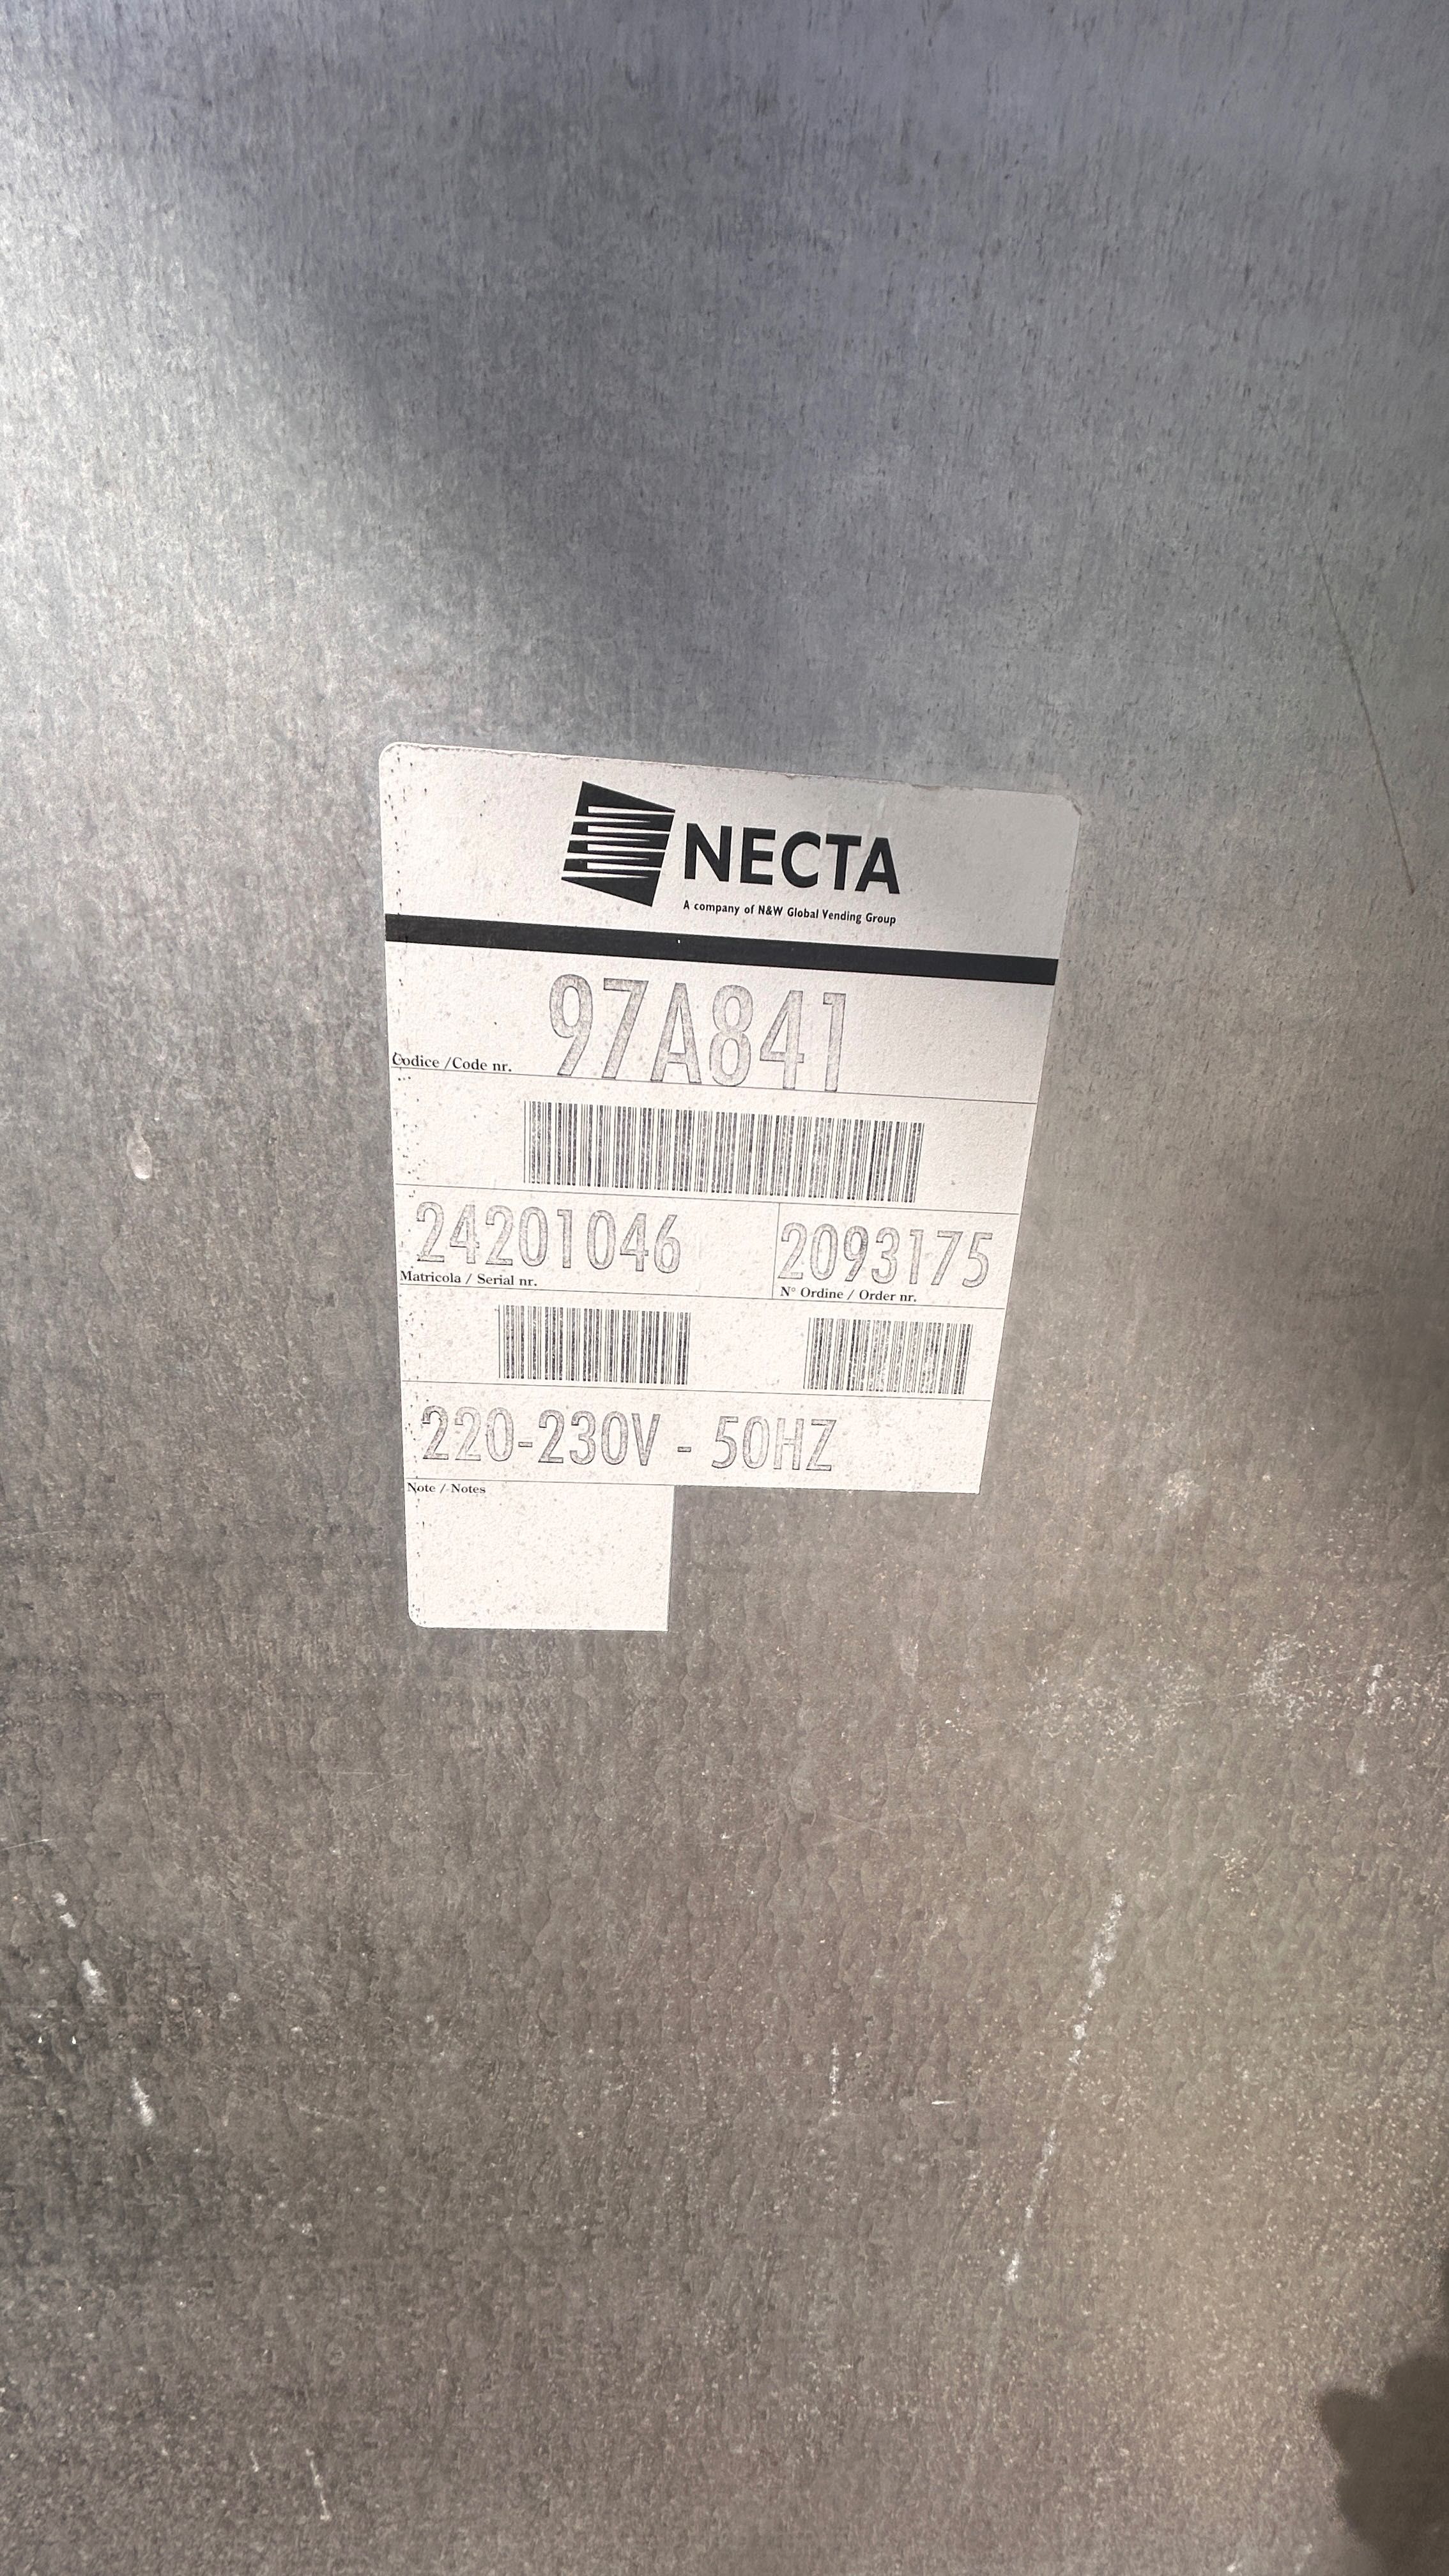 NECTA
A company of N&W Global Vending Group
97A841
Codice /Code nr.
24201046
Matricola / Serial nr.
2093175
N° Ordine / Order nr.
220-230V - 50HZ
Note / Notes